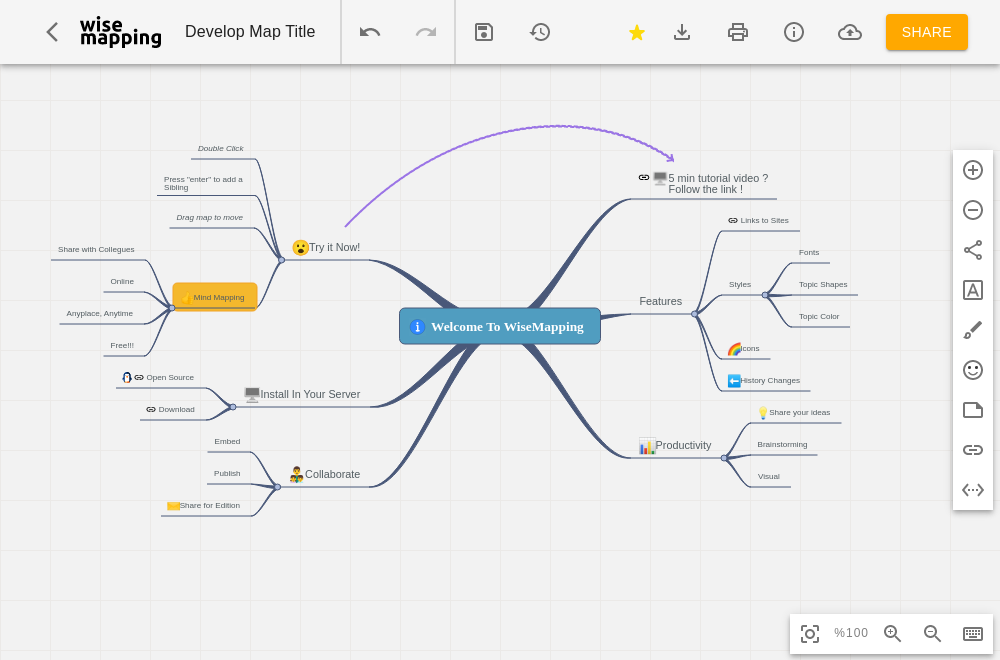 wise
mapping
Develop Map Title
SHARE
Double Click
Press "enter" to add a
Sibling
Drag map to move
Try it Now!
Share with Collegues
Online
Mind Mapping
Anyplace, Anytime
Free!!!
Open Source
Download
Install In Your Server
Embed
Publish
Share for Edition
Collaborate
Welcome To WiseMapping
5 min tutorial video ?
Follow the link !
Links to Sites
Fonts
Styles
Topic Shapes
Topic Color
Features
Icons
History Changes
Share your ideas
Productivity
Brainstorming
Visual
%100